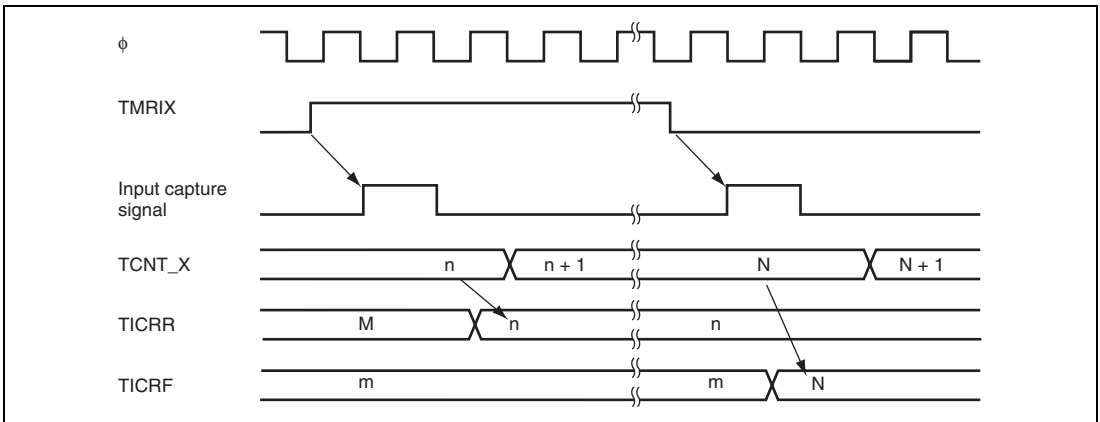 ϕ
TMRIX
Input capture
signal
TCNT_X n n + 1 N N + 1
TICRR M n n
TICRF m m N